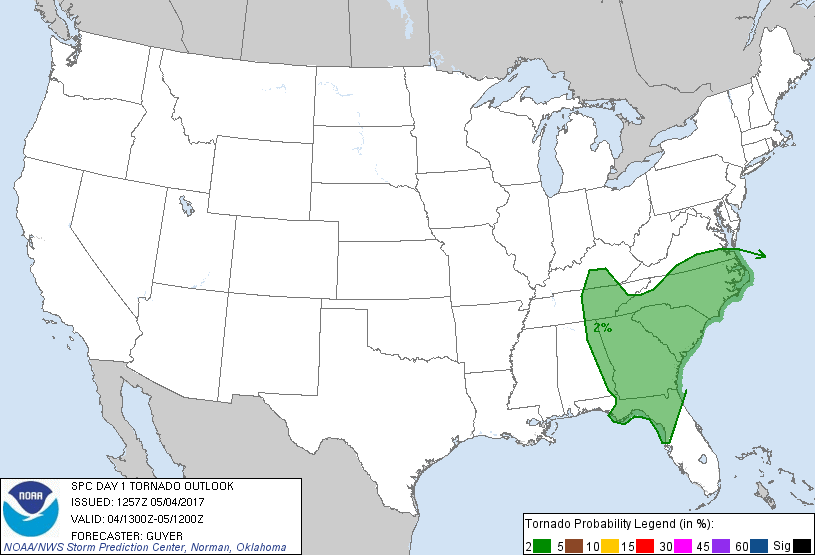 2%
NOAA
SPC DAY 1 TORNADO OUTLOOK
ISSUED: 1257Z 05/04/2017
VALID: 04/1300Z-05/1200Z
FORECASTER: GUYER
NOAA/NWS Storm Prediction Center, Norman, Oklahoma
Tornado Probability Legend (in %):
2 5 10 15 30 45 60 Sig